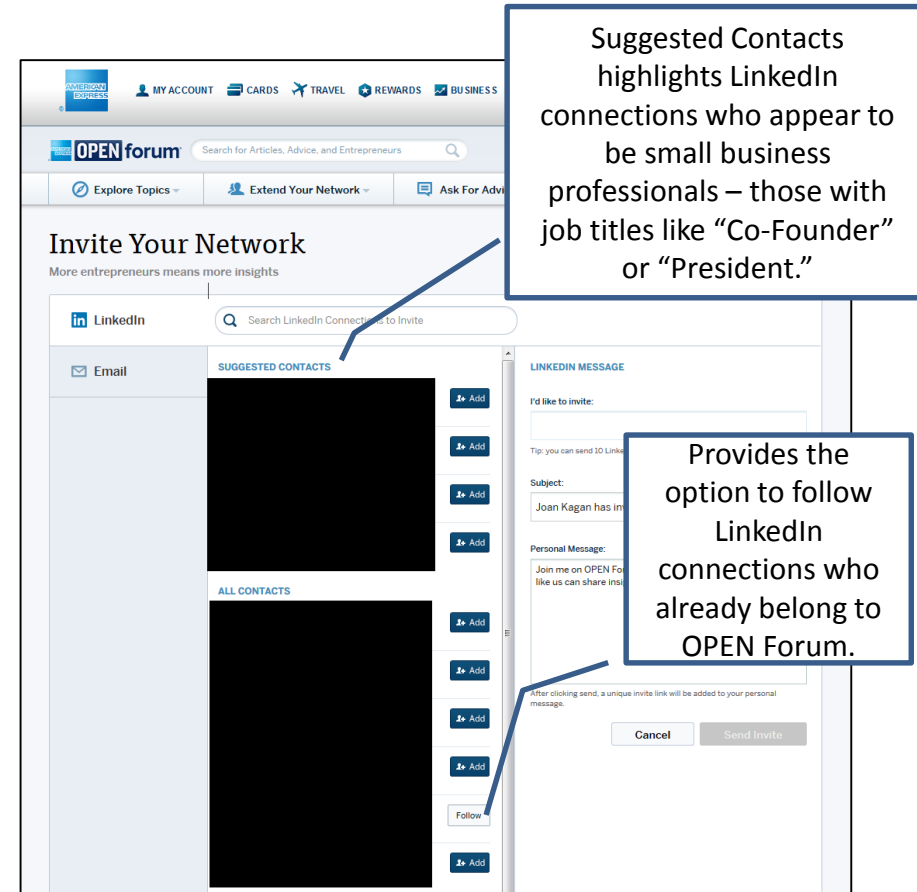 Suggested Contacts
highlights LinkedIn
connections who appear to
be small business
professionals – those with
job titles like “Co-Founder”
or “President.”
AMERICAN
EXPRESS
MY ACCOUNT CARDS TRAVEL REWARDS BUSINESS
OPEN forum Search for Articles, Advice, and Entrepreneurs
Explore Topics Extend Your Network Ask For
Invite Your Network
More entrepreneurs means more insights
LinkedIn Search LinkedIn Connections to Invite
Email
SUGGESTED CONTACTS
Add
Add
Add
Add
ALL CONTACTS
Add
Add
Add
Add
Follow
Add
LINKEDIN MESSAGE
I'd like to invite:
Tip: you can send 10
Subject:
Joan Kagan has
Personal Message:
Join me on OPEN
like us can share
After clicking send, a unique invite link will be added to your personal
message.
Cancel Send Invite
Provides the
option to follow
LinkedIn
connections who
already belong to
OPEN Forum.